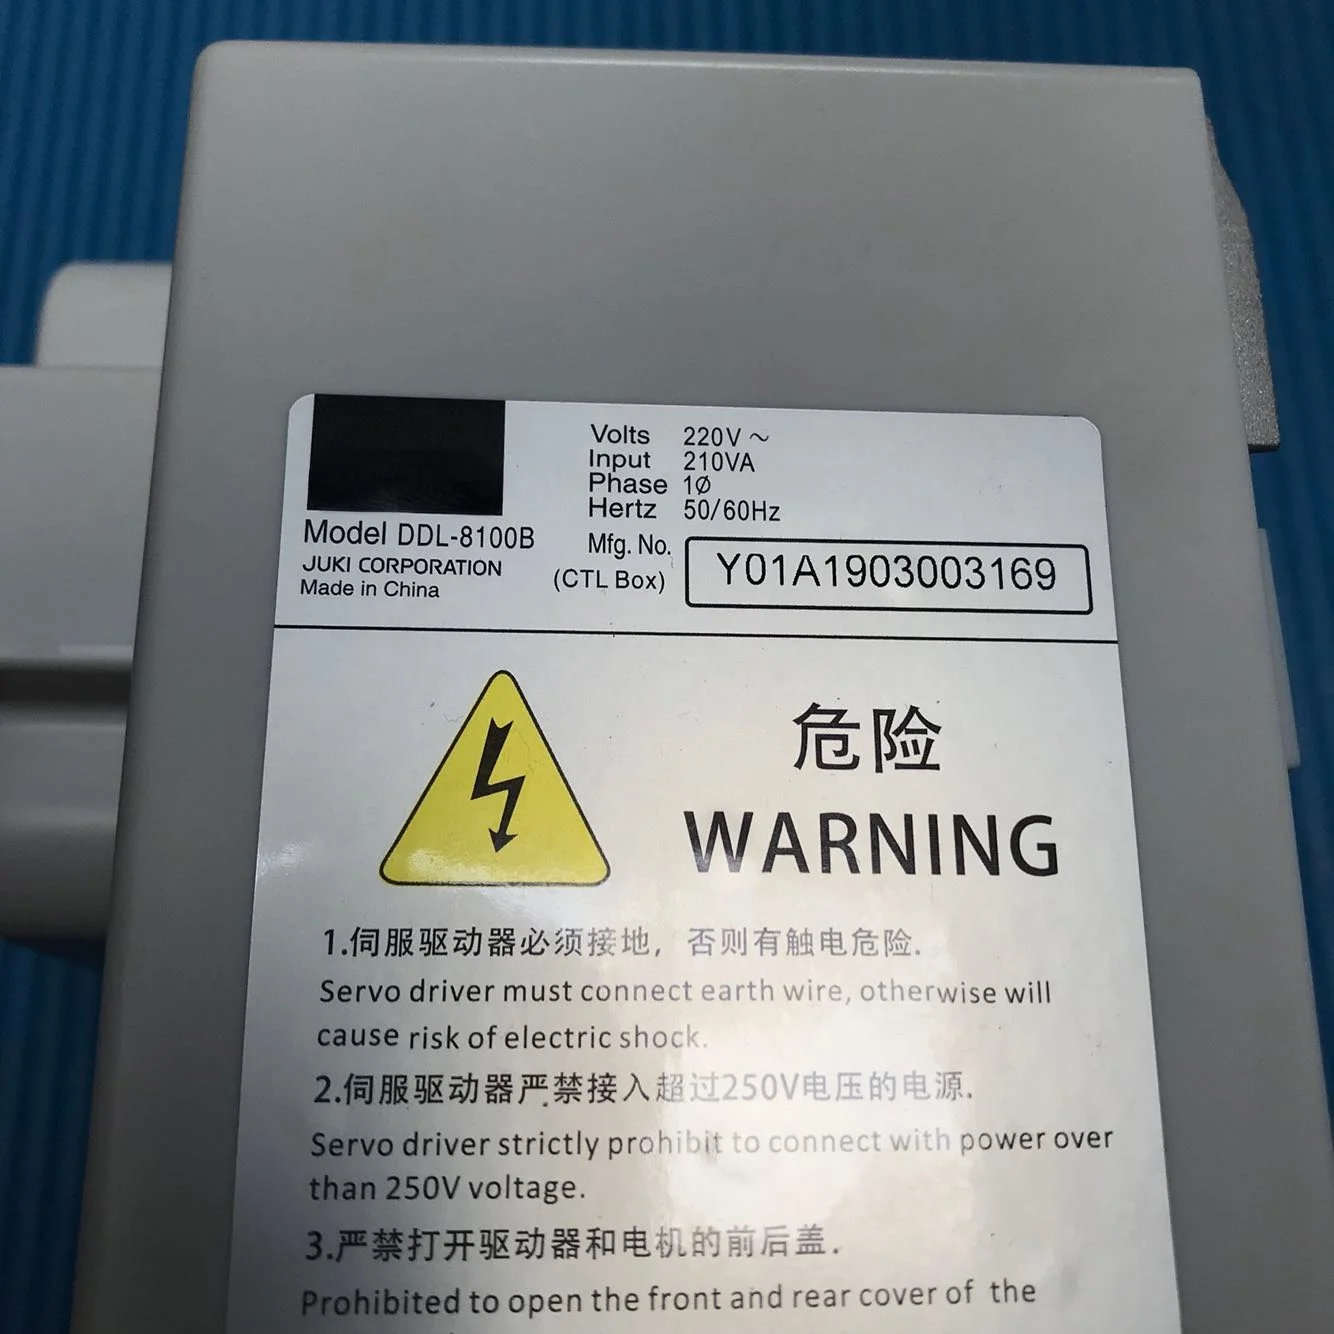 Volts 220V ~
Input 210VA
Phase 1Ø
Hertz 50/60Hz
Model DDL-8100B
JUKI CORPORATION
Made in China
Mfg. No.
(CTL Box)
Y01A1903003169
危险
WARNING
1.伺服驱动器必须接地，否则有触电危险.
Servo driver must connect earth wire, otherwise will
cause risk of electric shock.
2.伺服驱动器严禁接入超过250V电压的电源.
Servo driver strictly prohibit to connect with power over
than 250V voltage.
3.严禁打开驱动器和电机的前后盖.
Prohibited to open the front and rear cover of the